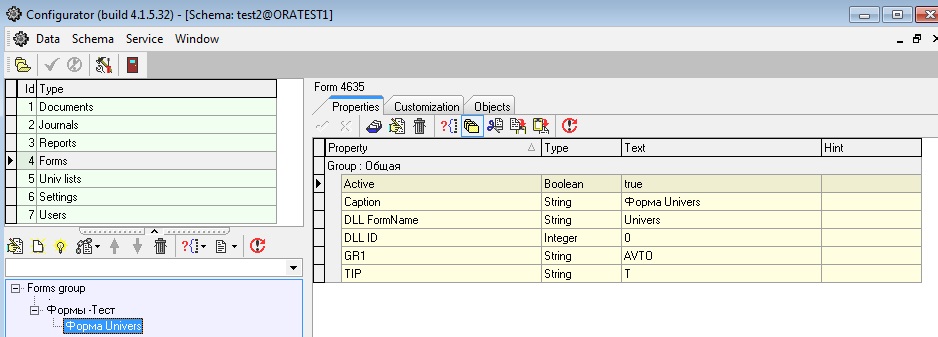 Configurator (build 4.1.5.32) - [Schema: test2@ORATEST1]
Data Schema Service Window
Id Type
1 Documents
2 Journals
3 Reports
4 Forms
5 Univ lists
6 Settings
7 Users
Forms group
.
Формы -Тест
Форма Univers
Form 4635
Properties Customization Objects
Property Type Text Hint
Group : Общая
Active Boolean true
Caption String Форма Univers
DLL FormName String Univers
DLL ID Integer 0
GR1 String AVTO
TIP String T